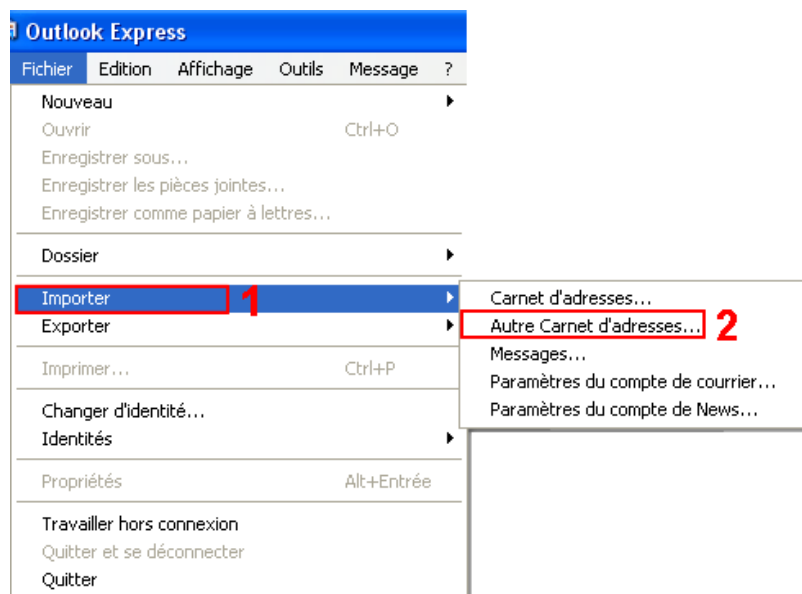 Outlook Express
Fichier Edition Affichage Outils Message ?
Nouveau
Ouvrir Ctrl+O
Enregistrer sous...
Enregistrer les pièces jointes...
Enregistrer comme papier à lettres...
Dossier
Importer 1
Exporter
Imprimer... Ctrl+P
Changer d'identité...
Identités
Propriétés Alt+Entrée
Travailler hors connexion
Quitter et se déconnecter
Quitter
Carnet d'adresses...
Autre Carnet d'adresses... 2
Messages...
Paramètres du compte de courrier...
Paramètres du compte de News...